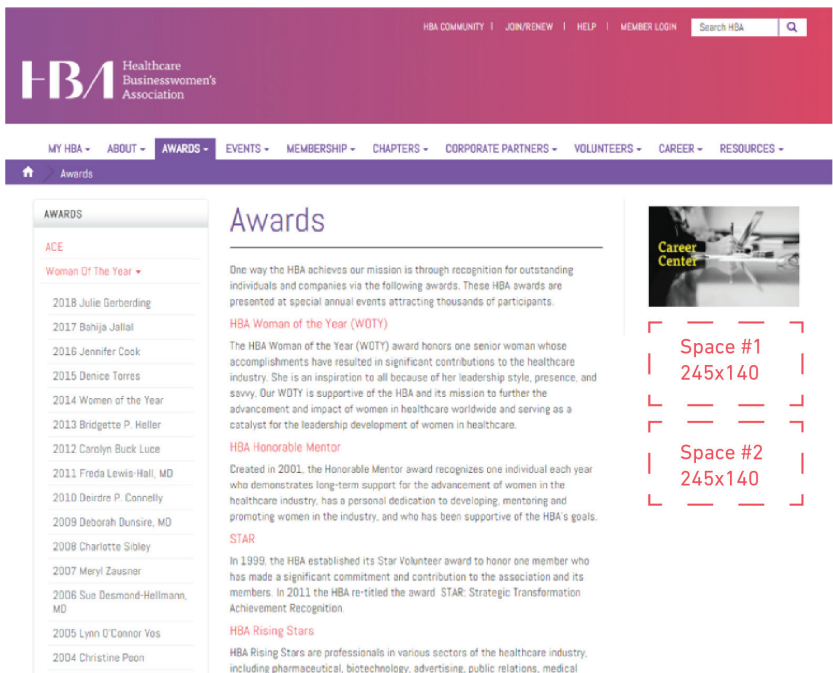 HBA COMMUNITY | JOIN/RENEW | HELP | MEMBER LOGIN Search HBA
HBA Healthcare
Businesswomen's
Association
MY HBA ABOUT AWARDS EVENTS MEMBERSHIP CHAPTERS CORPORATE PARTNERS VOLUNTEERS CAREER RESOURCES
Awards
AWARDS
ACE
Woman Of The Year
2018 Julie Gerberding
2017 Bahija Jallal
2016 Jennifer Cook
2015 Denice Torres
2014 Women of the Year
2013 Bridgette P. Heller
2012 Carolyn Buck Luce
2011 Freda Lewis-Hall, MD
2010 Deirdre P. Connelly
2009 Deborah Dunsire, MD
2008 Charlotte Sibley
2007 Meryl Zausner
2006 Sue Desmond-Hellmann,
MD
2005 Lynn O'Connor Vos
2004 Christine Poon
Awards
One way the HBA achieves our mission is through recognition for outstanding
individuals and companies via the following awards. These HBA awards are
presented at special annual events attracting thousands of participants.
HBA Woman of the Year (WOTY)
The HBA Woman of the Year (WOTY) award honors one senior woman whose
accomplishments have resulted in significant contributions to the healthcare
industry. She is an inspiration to all because of her leadership style, presence, and
savvy. Our WOTY is supportive of the HBA and its mission to further the
advancement and impact of women in healthcare worldwide and serving as a
catalyst for the leadership development of women in healthcare.
HBA Honorable Mentor
Created in 2001, the Honorable Mentor award recognizes one individual each year
who demonstrates long-term support for the advancement of women in the
healthcare industry, has a personal dedication to developing, mentoring and
promoting women in the industry, and who has been supportive of the HBA's goals.
STAR
In 1999, the HBA established its Star Volunteer award to honor one member who
has made a significant commitment and contribution to the association and its
members. In 2011 the HBA re-titled the award STAR: Strategic Transformation
Achievement Recognition.
HBA Rising Stars
HBA Rising Stars are professionals in various sectors of the healthcare industry,
including pharmaceutical, biotechnology, advertising, public relations, medical
Career
Center
Space #1
245x140
Space #2
245x140